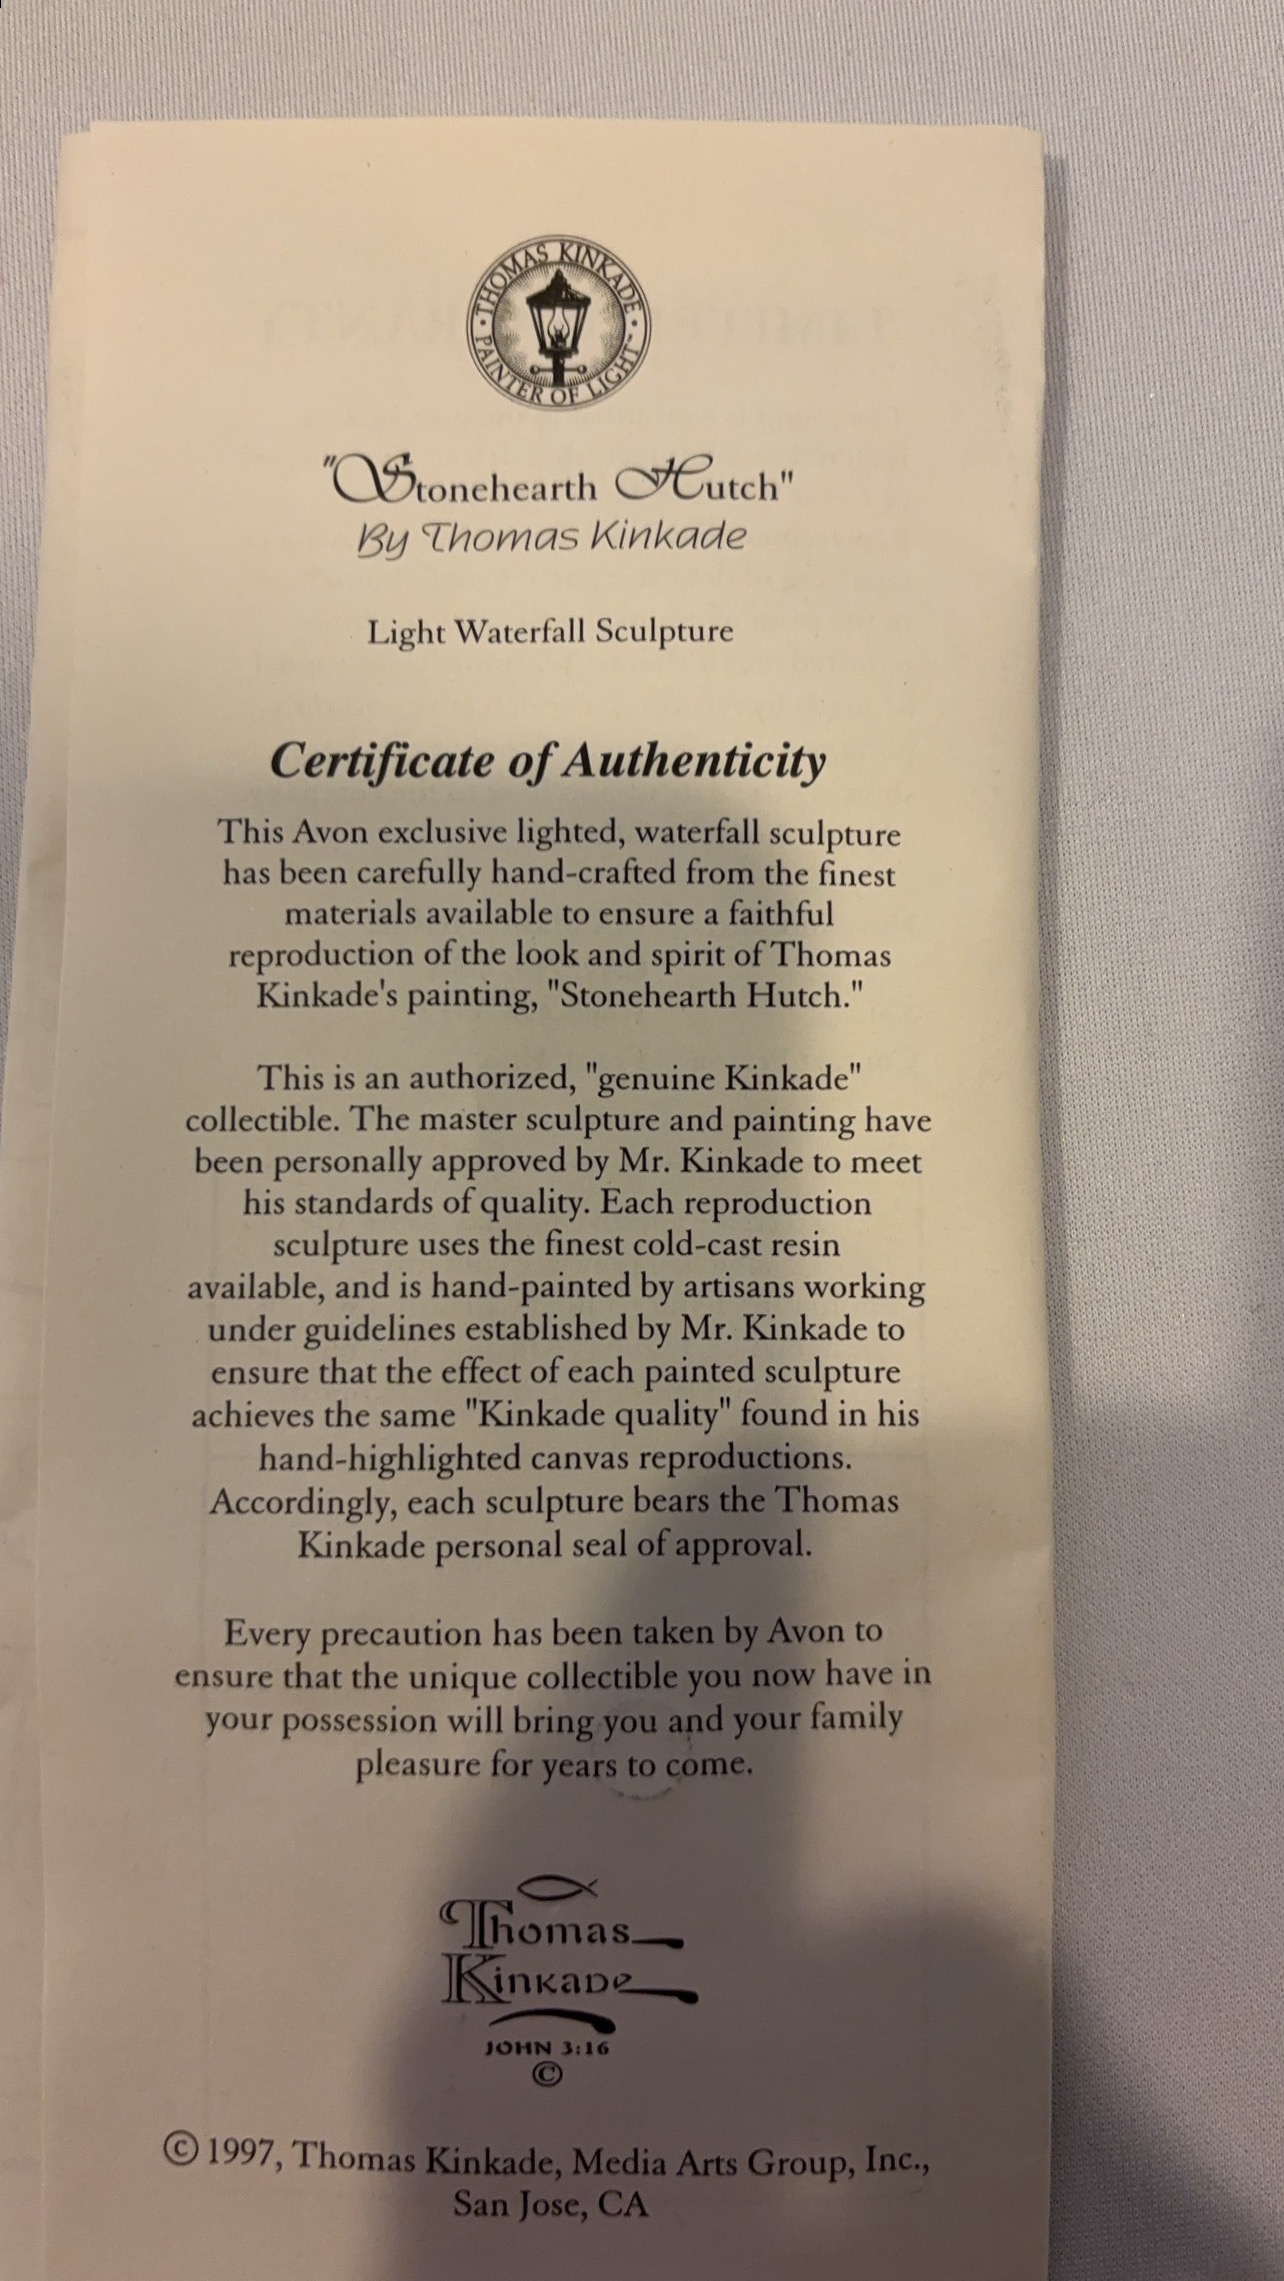 THOMAS KINKADE
PAINTER OF LIGHT
"Stonehearth Hutch"
By Thomas Kinkade
Light Waterfall Sculpture
Certificate of Authenticity
This Avon exclusive lighted, waterfall sculpture
has been carefully hand-crafted from the finest
materials available to ensure a faithful
reproduction of the look and spirit of Thomas
Kinkade's painting, "Stonehearth Hutch."
This is an authorized, "genuine Kinkade"
collectible. The master sculpture and painting have
been personally approved by Mr. Kinkade to meet
his standards of quality. Each reproduction
sculpture uses the finest cold-cast resin
available, and is hand-painted by artisans working
under guidelines established by Mr. Kinkade to
ensure that the effect of each painted sculpture
achieves the same "Kinkade quality" found in his
hand-highlighted canvas reproductions.
Accordingly, each sculpture bears the Thomas
Kinkade personal seal of approval.
Every precaution has been taken by Avon to
ensure that the unique collectible you now have in
your possession will bring you and your family
pleasure for years to come.
Thomas
Kinkade
JOHN 3:16
©
© 1997, Thomas Kinkade, Media Arts Group, Inc.,
San Jose, CA